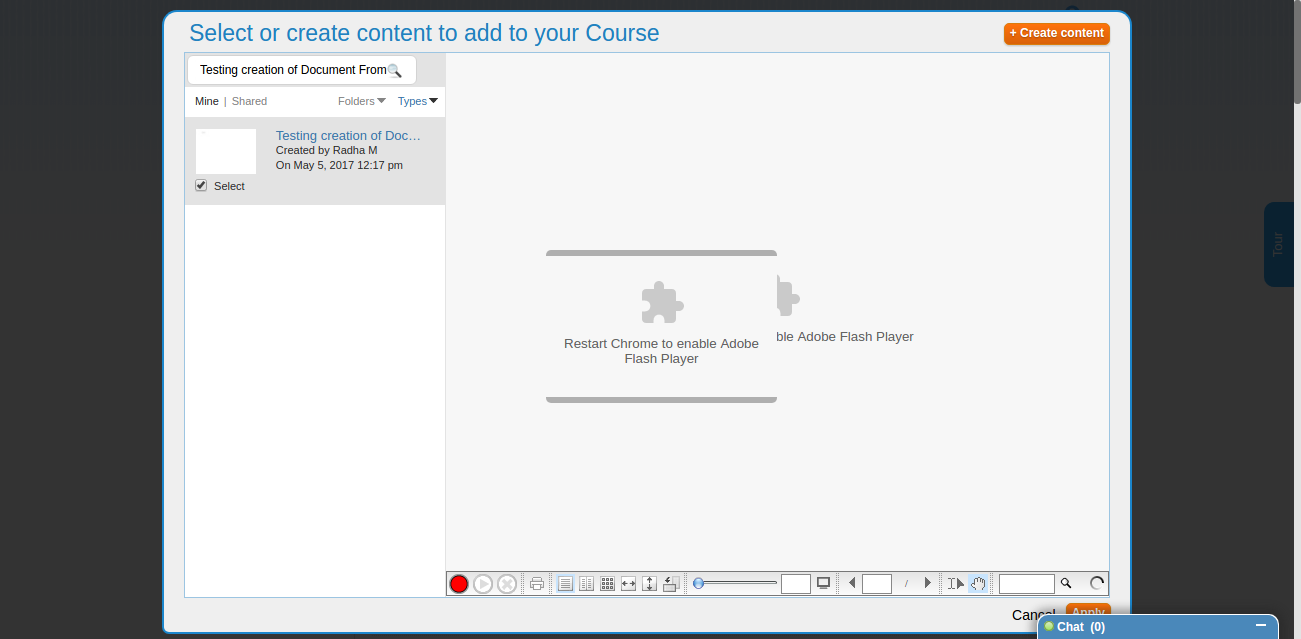 Select or create content to add to your Course
+ Create content
Testing creation of Document From
Mine | Shared
Folders
Types
Testing creation of Doc...
Created by Radha M
On May 5, 2017 12:17 pm
Select
Restart Chrome to enable Adobe
Flash Player
ble Adobe Flash Player
Tour
/
Cancel
Apply
Chat (0)